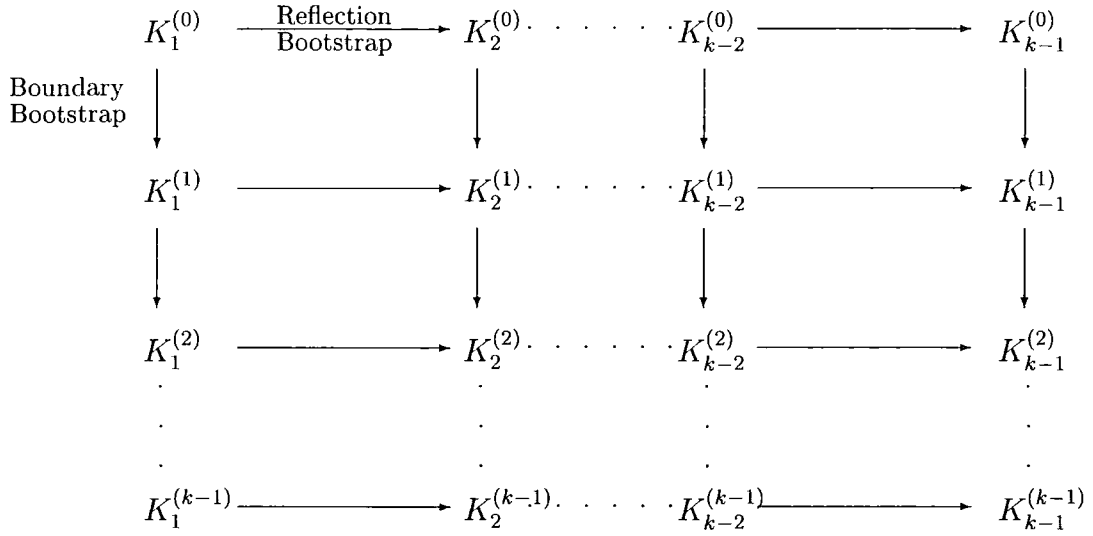 Reflection
K_1^{(0)} K_2^{(0)} · · · · · K_{k-2}^{(0)} K_{k-1}^{(0)}
Bootstrap
Boundary
Bootstrap
K_1^{(1)} K_2^{(1)} · · · · · K_{k-2}^{(1)} K_{k-1}^{(1)}
K_1^{(2)} K_2^{(2)} · · · · · K_{k-2}^{(2)} K_{k-1}^{(2)}
K_1^{(k-1)} K_2^{(k-1)} · · · · · K_{k-2}^{(k-1)} K_{k-1}^{(k-1)}